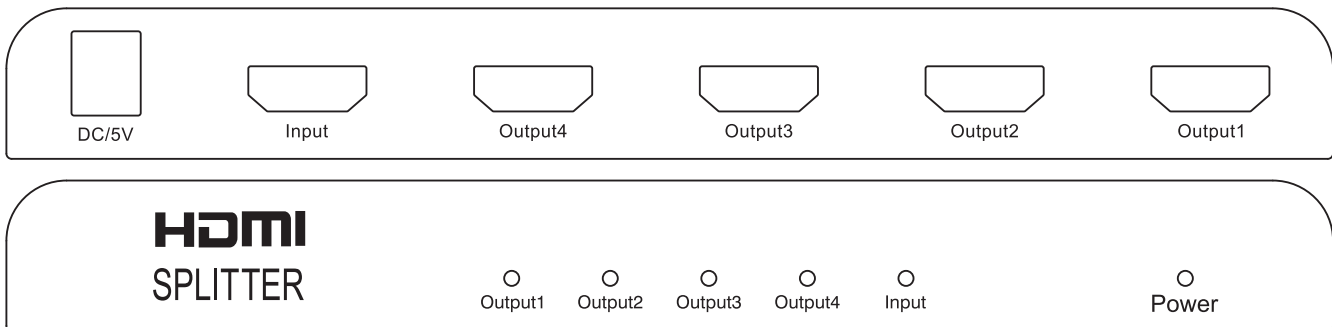 DC/5V Input Output4 Output3 Output2 Output1
HDMI
SPLITTER
Output1 Output2 Output3 Output4 Input Power